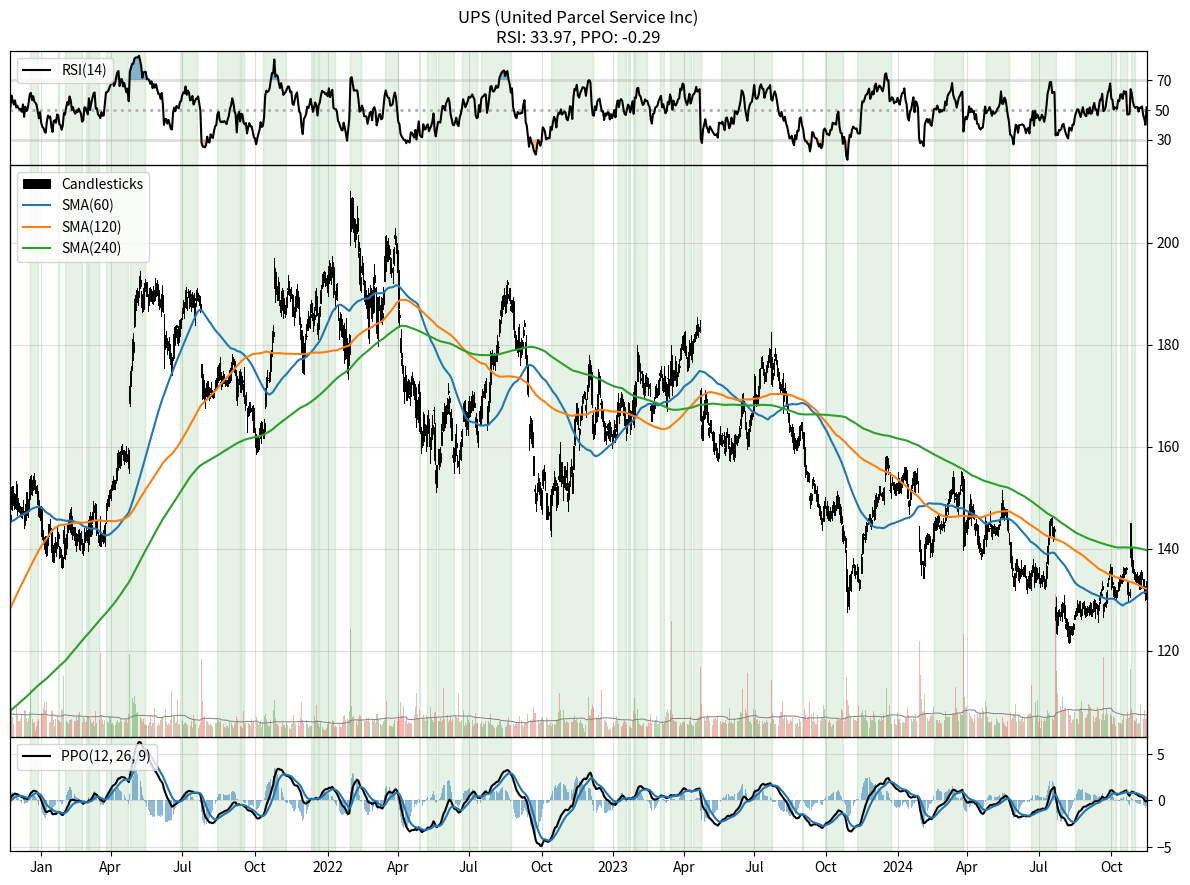 UPS (United Parcel Service Inc)
RSI: 33.97, PPO: -0.29
RSI(14)
70
50
30
Candlesticks
SMA(60)
SMA(120)
SMA(240)
200
180
160
140
120
PPO(12, 26, 9)
5
0
−5
Jan Apr Jul Oct 2022 Apr Jul Oct 2023 Apr Jul Oct 2024 Apr Jul Oct